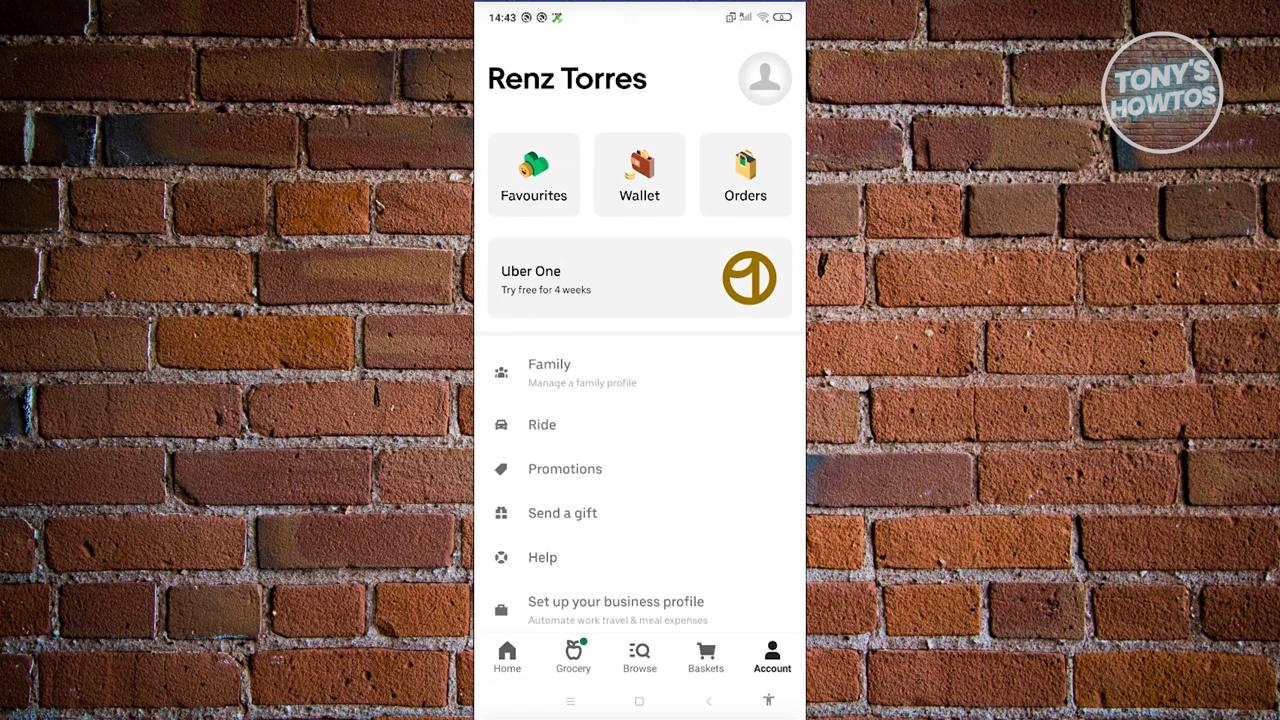 14:43
TONY'S
HOWTOS
Renz Torres
Favourites
Wallet
Orders
Uber One
Try free for 4 weeks
Family
Manage a family profile
Ride
Promotions
Send a gift
Help
Set up your business profile
Automate work travel & meal expenses
Home
Grocery
Browse
Baskets
Account